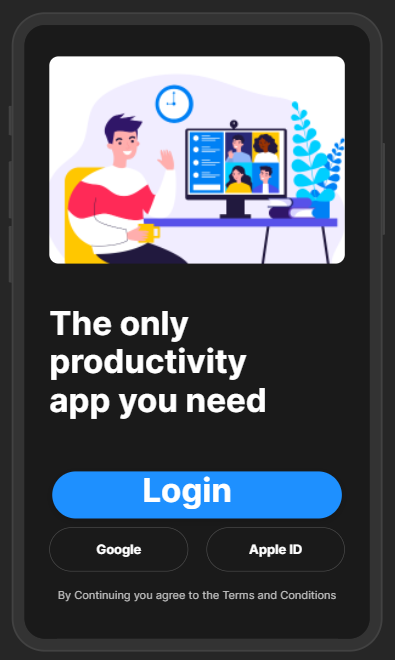 The only
productivity
app you need
Login
Google
Apple ID
By Continuing you agree to the Terms and Conditions